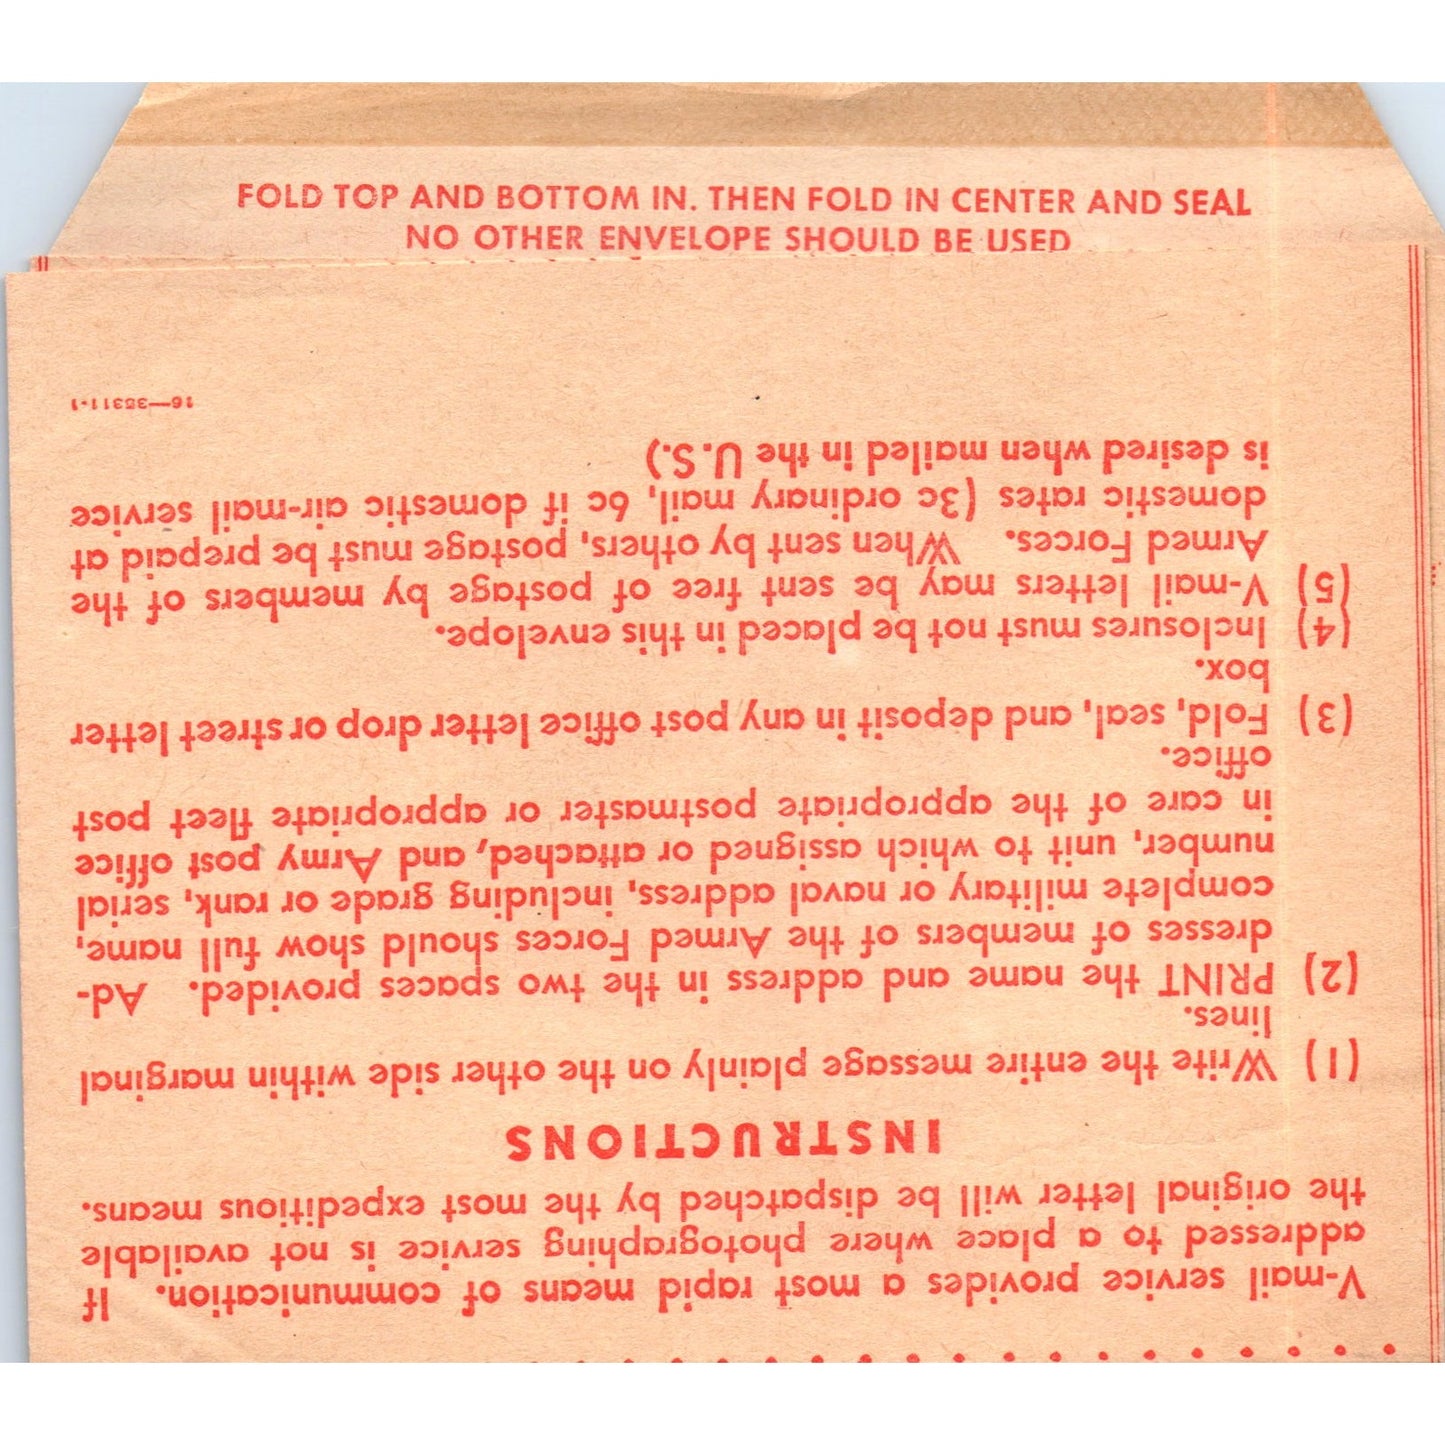 FOLD TOP AND BOTTOM IN. THEN FOLD IN CENTER AND SEAL
NO OTHER ENVELOPE SHOULD BE USED
V-mail service provides a most rapid means of communication. If
addressed to a place where photographing service is not available
the original letter will be dispatched by the most expeditious means.
INSTRUCTIONS
(1) Write the entire message plainly on the other side within marginal
lines.
(2) PRINT the name and address in the two spaces provided. Ad-
dresses of members of the Armed Forces should show full name,
complete military or naval address, including grade or rank, serial
number, unit to which assigned or attached, and Army post office
in care of the appropriate postmaster or appropriate fleet post
office.
(3) Fold, seal, and deposit in any post office letter drop or street letter
box.
(4) Inclosures must not be placed in this envelope.
(5) V-mail letters may be sent free of postage by members of the
Armed Forces. When sent by others, postage must be prepaid at
domestic rates (3c ordinary mail, 6c if domestic air-mail service
is desired when mailed in the U.S.)
16—35311-1